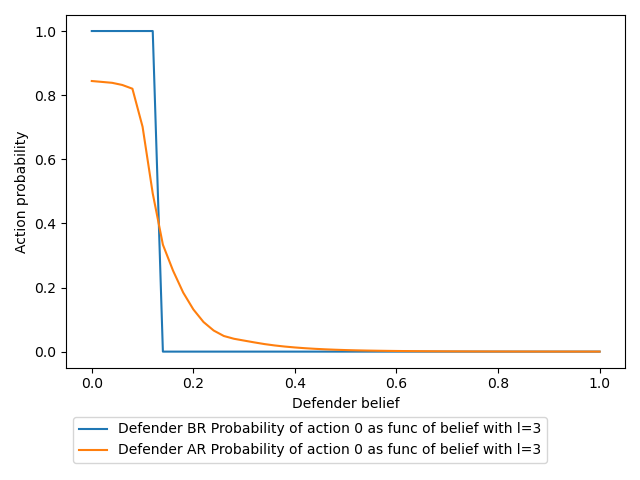 1.0
0.8
0.6
0.4
0.2
0.0
Action probability
0.0 0.2 0.4 0.6 0.8 1.0
Defender belief
Defender BR Probability of action 0 as func of belief with l=3
Defender AR Probability of action 0 as func of belief with l=3